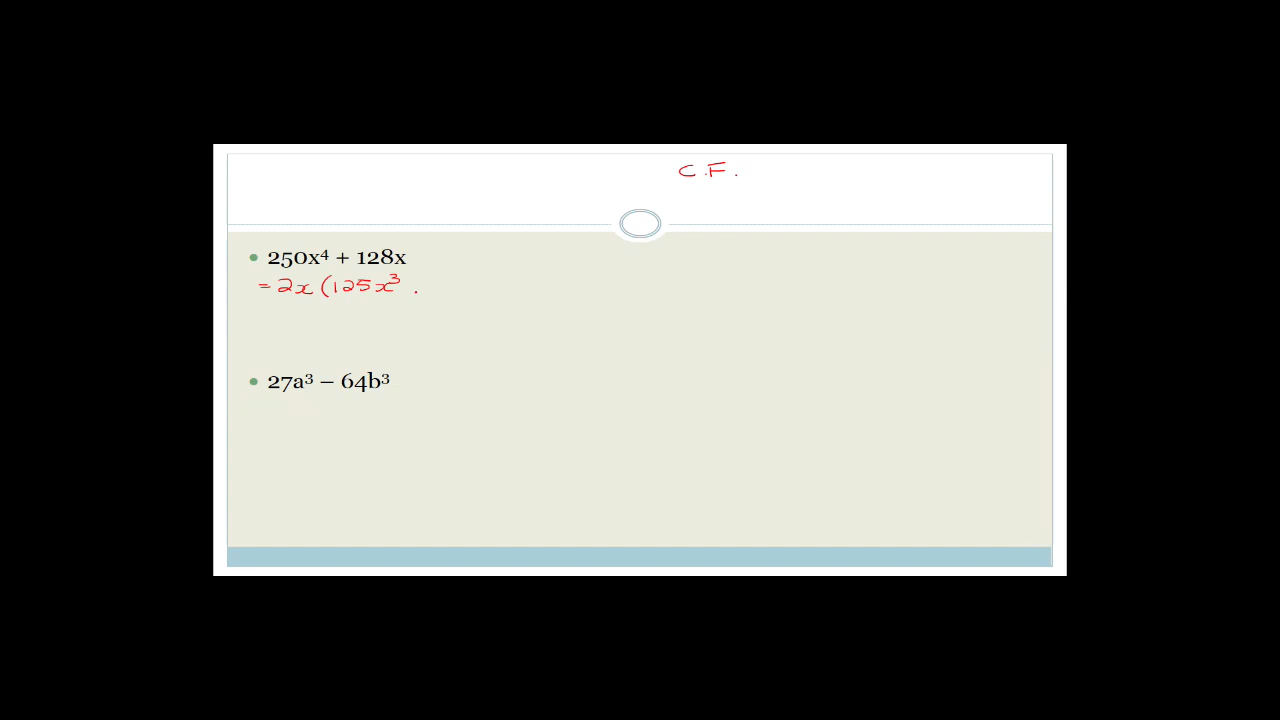 C.F.
250x⁴ + 128x
= 2x (125x³ .
27a³ – 64b³